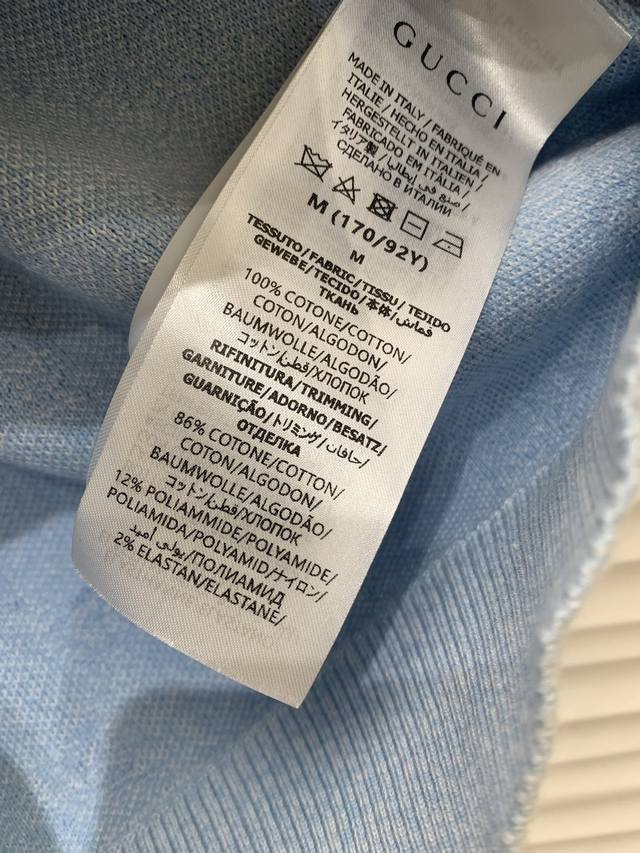 GUCCI
MADE IN ITALY / FABRIQUÉ EN
ITALIE / HECHO EN ITALIA
HERGESTELLT IN ITALIEN /
FABRICADO EM ITALIA /
イタリア製 / صنع في إيطاليا /
СДЕЛАНО В ИТАЛИИ
M (170/92Y)
M
TESSUTO/FABRIC/TISSU/TEJIDO
GEWEBE/TECIDO/本体/قماش/
ТКАНЬ
100% COTONE/COTTON/
COTON/ALGODON/
BAUMWOLLE/ALGODÃO/
コットン/قطن/ХЛОПОК
RIFINITURA/TRIMMING/
GARNITURE/ADORNO/BESATZ/
GUARNIÇÃO/トリミング/حافات/
ОТДЕЛКА
86% COTONE/COTTON/
COTON/ALGODON/
BAUMWOLLE/ALGODÃO/
コットン/قطن/ХЛОПОК
12% POLIAMMIDE/POLYAMIDE/
POLIAMIDA/POLYAMID/ナイロン/
بولي أميد/ПОЛИАМИД
2% ELASTAN/ELASTANE/